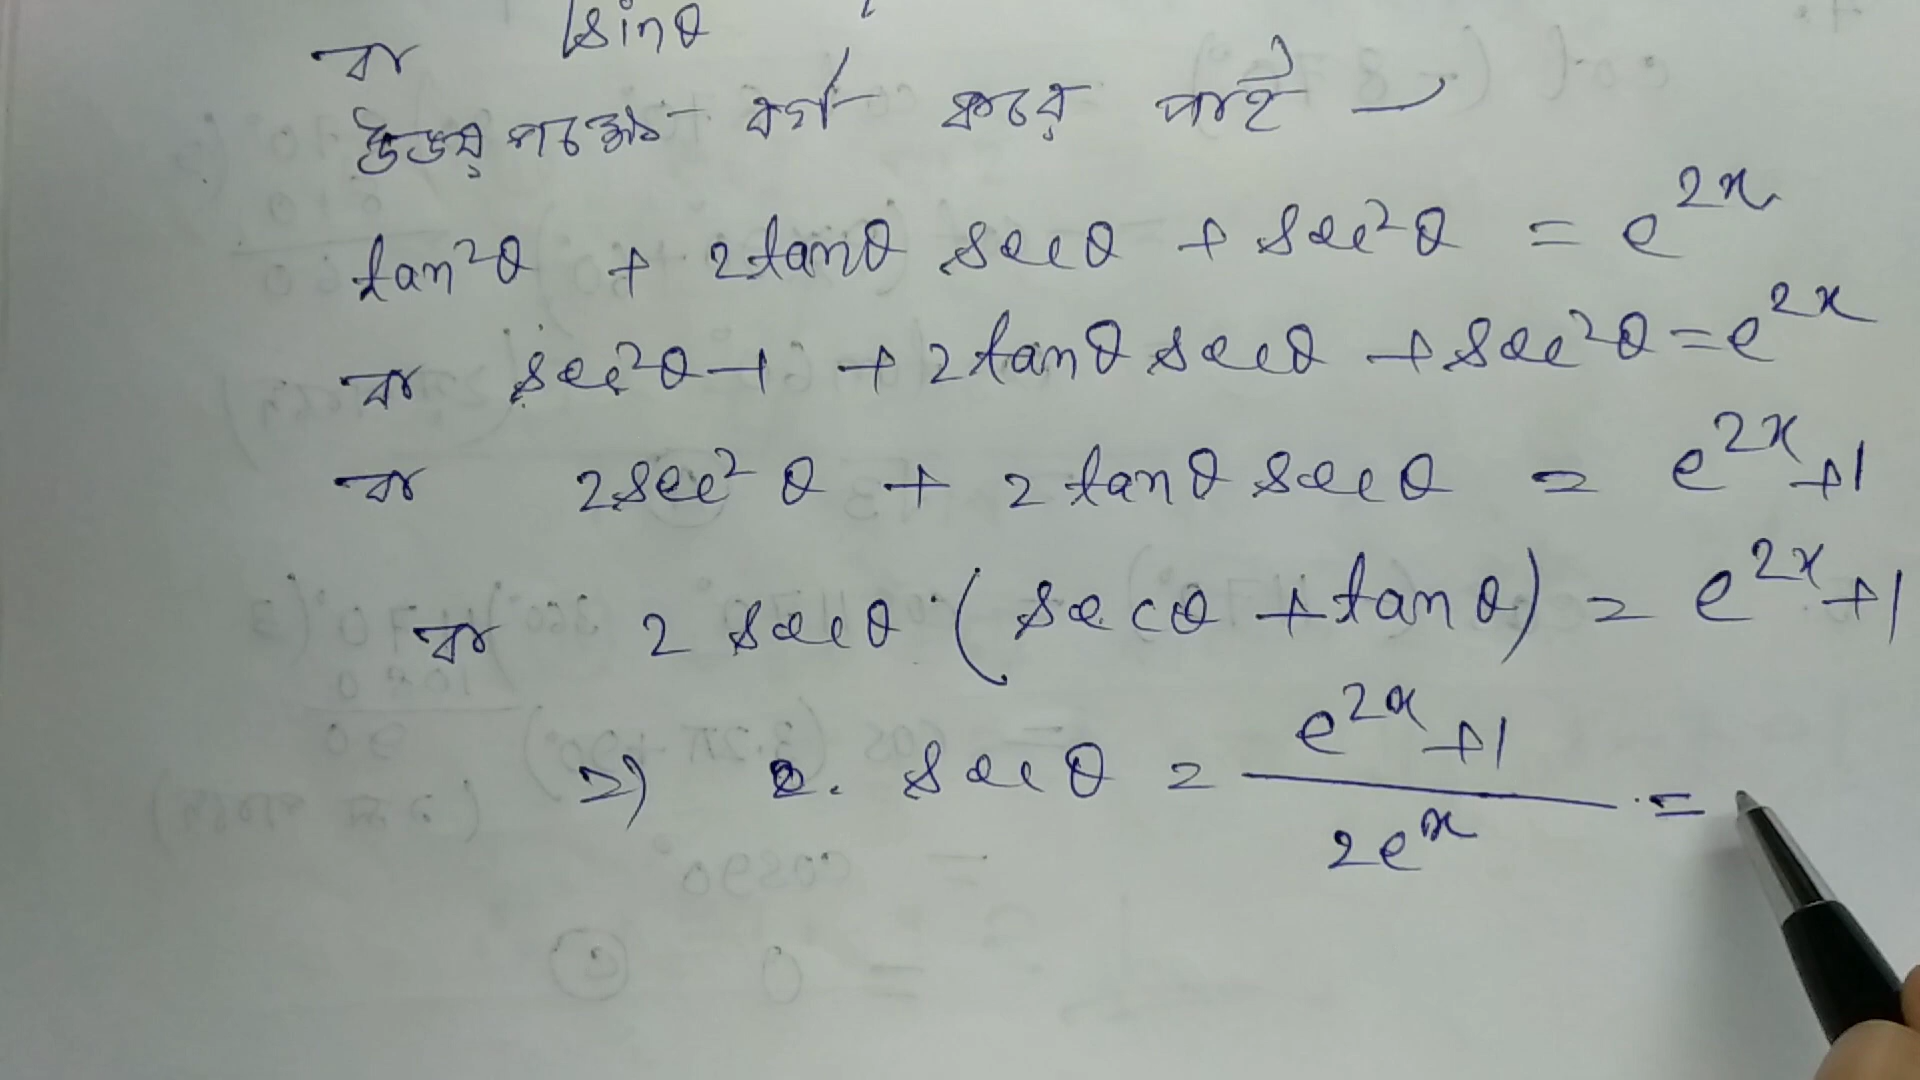 বা sinθ
উভয় পক্ষে বর্গ করে পাই
tan²θ + 2tanθ secθ + sec²θ = e^2x
বা sec²θ-1 + 2tanθ secθ + sec²θ = e^2x
বা 2sec²θ + 2tanθ secθ = e^2x+1
বা 2 secθ (secθ + tanθ) = e^2x+1
=) secθ = e^2x+1 / 2e^x =